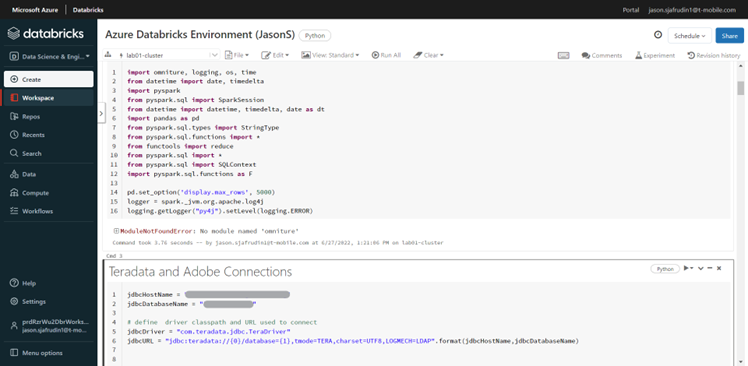 Microsoft Azure Databricks Portal jason.sjafrudin1@t-mobile.com
databricks
Data Science & Engi...
Create
Workspace
Repos
Recents
Search
Data
Compute
Workflows
Help
Settings
prdRzrWu2DbrWorks...
jason.sjafrudin1@t-mo...
Menu options
Azure Databricks Environment (JasonS) Python Schedule Share
lab01-cluster File Edit View: Standard Run All Clear Comments Experiment Revision history
1 import omniture, logging, os, time
2 from datetime import date, timedelta
3 import pyspark
4 from pyspark.sql import SparkSession
5 from datetime import datetime, timedelta, date as dt
6 import pandas as pd
7 from pyspark.sql.types import StringType
8 from pyspark.sql.functions import *
9 from functools import reduce
10 from pyspark.sql import *
11 from pyspark.sql import SQLContext
12 import pyspark.sql.functions as F
13
14 pd.set_option('display.max_rows', 5000)
15 logger = spark._jvm.org.apache.log4j
16 logging.getLogger("py4j").setLevel(logging.ERROR)
ModuleNotFoundError: No module named 'omniture'
Command took 3.76 seconds -- by jason.sjafrudin1@t-mobile.com at 6/27/2022, 1:21:06 PM on lab01-cluster
Cmd 3
Teradata and Adobe Connections Python
1 jdbcHostName =
2 jdbcDatabaseName = " "
3
4 # define driver classpath and URL used to connect
5 jdbcDriver = "com.teradata.jdbc.TeraDriver"
6 jdbcURL = "jdbc:teradata://{0}/database={1},tmode=TERA,charset=UTF8,LOGMECH=LDAP".format(jdbcHostName,jdbcDatabaseName)
7
8